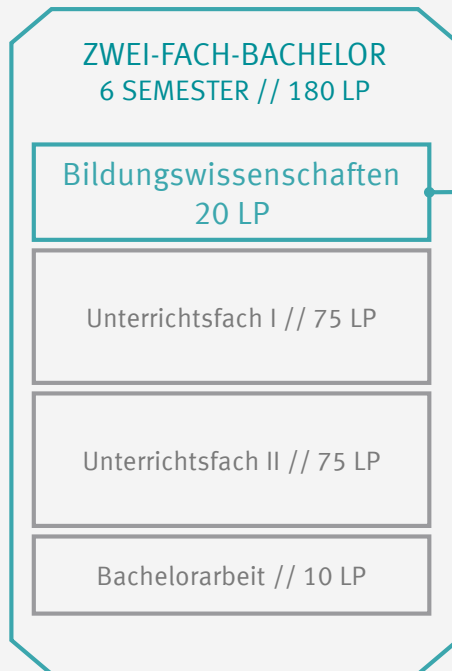 ZWEI-FACH-BACHELOR
6 SEMESTER // 180 LP
Bildungswissenschaften
20 LP
Unterrichtsfach I // 75 LP
Unterrichtsfach II // 75 LP
Bachelorarbeit // 10 LP